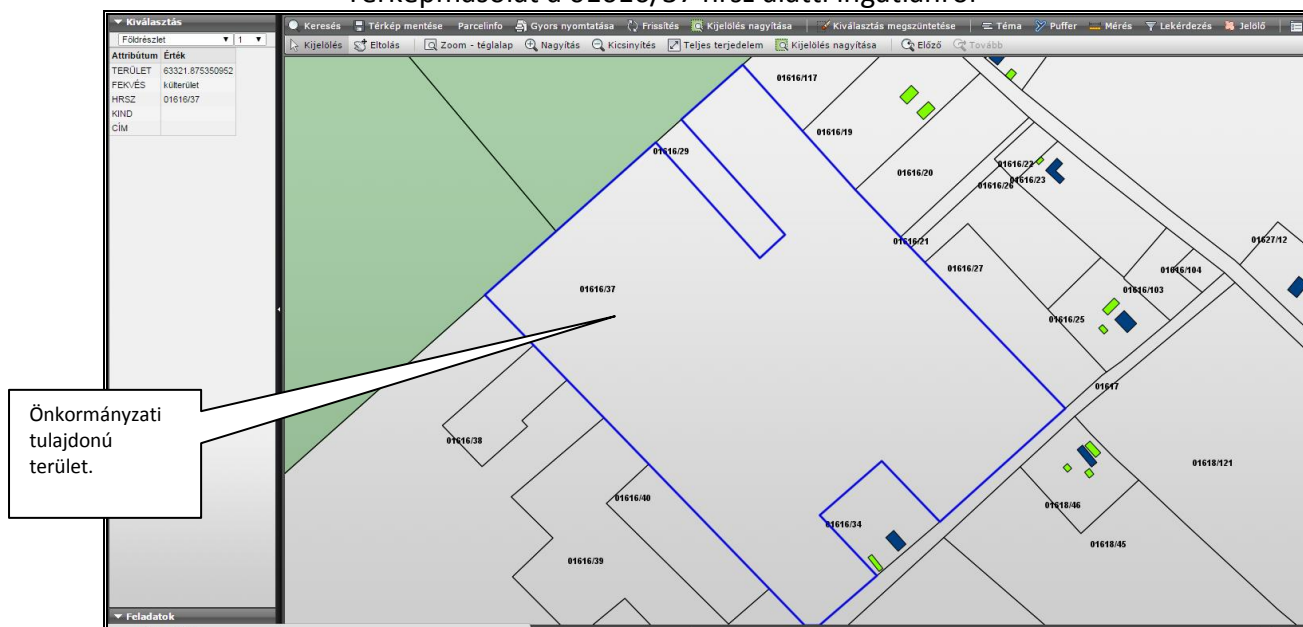 Térképmásolat a 01616/37 hrsz alatti ingatlanról
Kiválasztás
Keresés Térkép mentése Parcelinfo Gyors nyomtatása Frissítés Kijelölés nagyítása Kiválasztás megszüntetése Téma Puffer Mérés Lekérdezés Jelölő
Földrészlet 1
Kijelölés Eltolás Zoom - téglalap Nagyítás Kicsinyítés Teljes terjedelem Kijelölés nagyítása Előző Tovább
Attribútum Érték
TERÜLET 63321.875350952
FEKVÉS külterület
HRSZ 01616/37
KIND
CÍM
01616/117
01616/19
01616/29
01616/20
01616/22
01616/23
01616/26
01616/21
01627/12
01616/27
01616/104
01616/103
01616/37
01616/25
01617
Önkormányzati
tulajdonú
terület.
01616/38
01618/121
01616/40
01618/46
01616/34
01618/45
01616/39
Feladatok